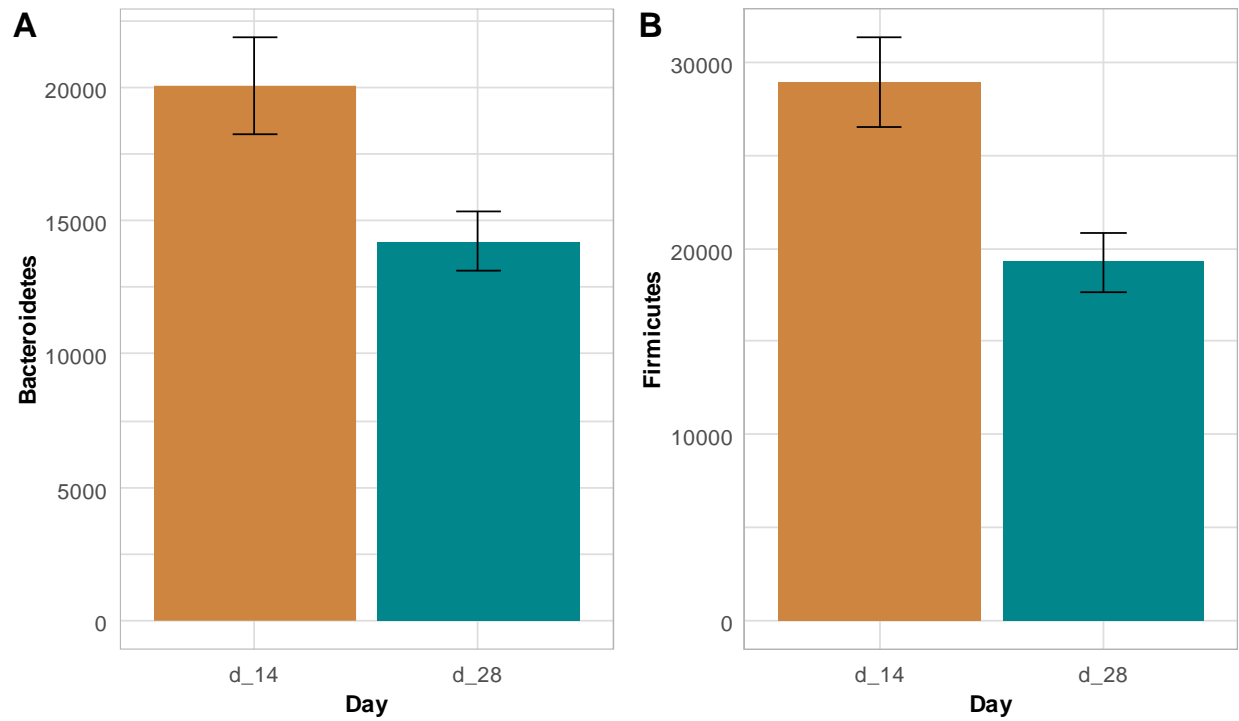 A
20000
15000
10000
5000
0
Bacteroidetes
d_14
d_28
Day
B
30000
20000
10000
0
Firmicutes
d_14
d_28
Day